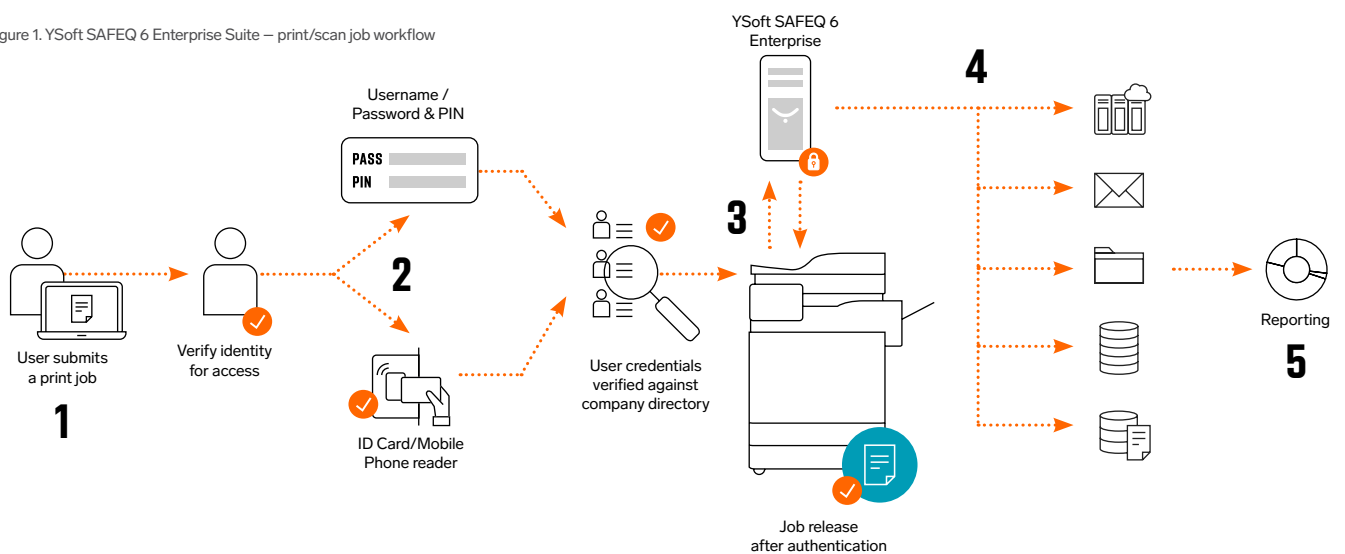 gure 1. YSoft SAFEQ 6 Enterprise Suite – print/scan job workflow
User submits
a print job
1
Verify identity
for access
2
Username /
Password & PIN
PASS
PIN
ID Card/Mobile
Phone reader
User credentials
verified against
company directory
3
YSoft SAFEQ 6
Enterprise
Job release
after authentication
4
Reporting
5